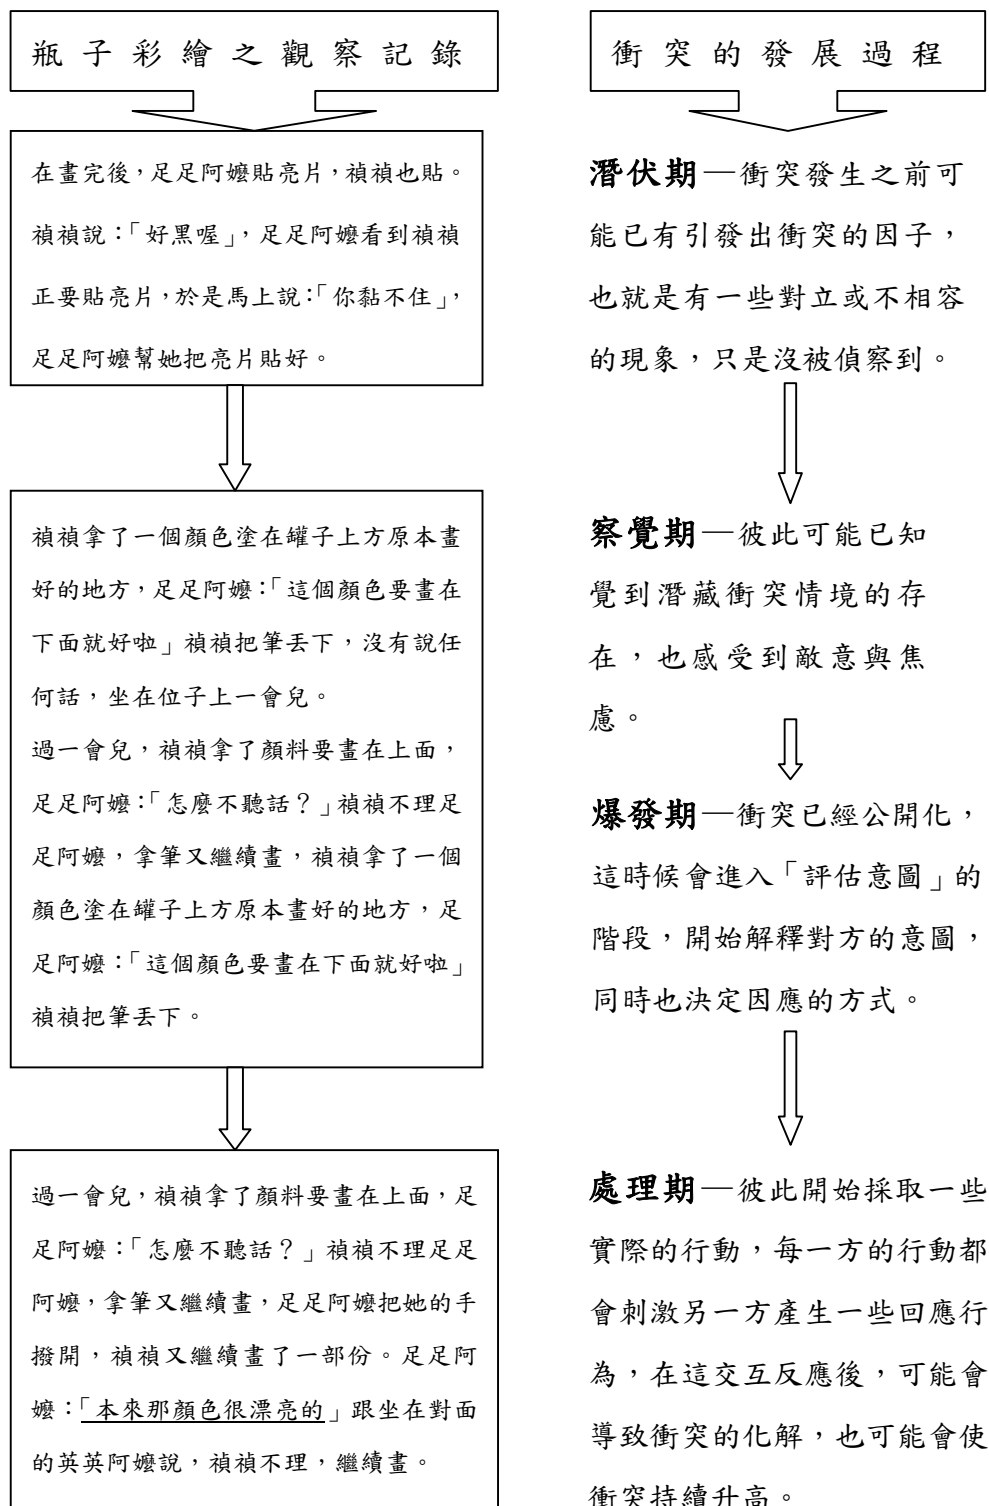 瓶子彩繪之觀察記錄
在畫完後，足足阿嬤貼亮片，禎禎也貼。
禎禎說：「好黑喔」，足足阿嬤看到禎禎
正要貼亮片，於是馬上說：「你黏不住」，
足足阿嬤幫她把亮片貼好。
禎禎拿了一個顏色塗在罐子上方原本畫
好的地方，足足阿嬤：「這個顏色要畫在
下面就好啦」禎禎把筆丟下，沒有說任
何話，坐在位子上一會兒。
過一會兒，禎禎拿了顏料要畫在上面，
足足阿嬤：「怎麼不聽話？」禎禎不理足
足阿嬤，拿筆又繼續畫，禎禎拿了一個
顏色塗在罐子上方原本畫好的地方，足
足阿嬤：「這個顏色要畫在下面就好啦」
禎禎把筆丟下。
過一會兒，禎禎拿了顏料要畫在上面，足
足阿嬤：「怎麼不聽話？」禎禎不理足足
阿嬤，拿筆又繼續畫，足足阿嬤把她的手
撥開，禎禎又繼續畫了一部份。足足阿
嬤：「本來那顏色很漂亮的」跟坐在對面
的英英阿嬤說，禎禎不理，繼續畫。
衝突的發展過程
潛伏期—衝突發生之前可
能已有引發出衝突的因子，
也就是有一些對立或不相容
的現象，只是沒被偵察到。
察覺期—彼此可能已知
覺到潛藏衝突情境的存
在，也感受到敵意與焦
慮。
爆發期—衝突已經公開化，
這時候會進入「評估意圖」的
階段，開始解釋對方的意圖，
同時也決定因應的方式。
處理期—彼此開始採取一些
實際的行動，每一方的行動都
會刺激另一方產生一些回應行
為，在這交互反應後，可能會
導致衝突的化解，也可能會使
衝突持續升高。